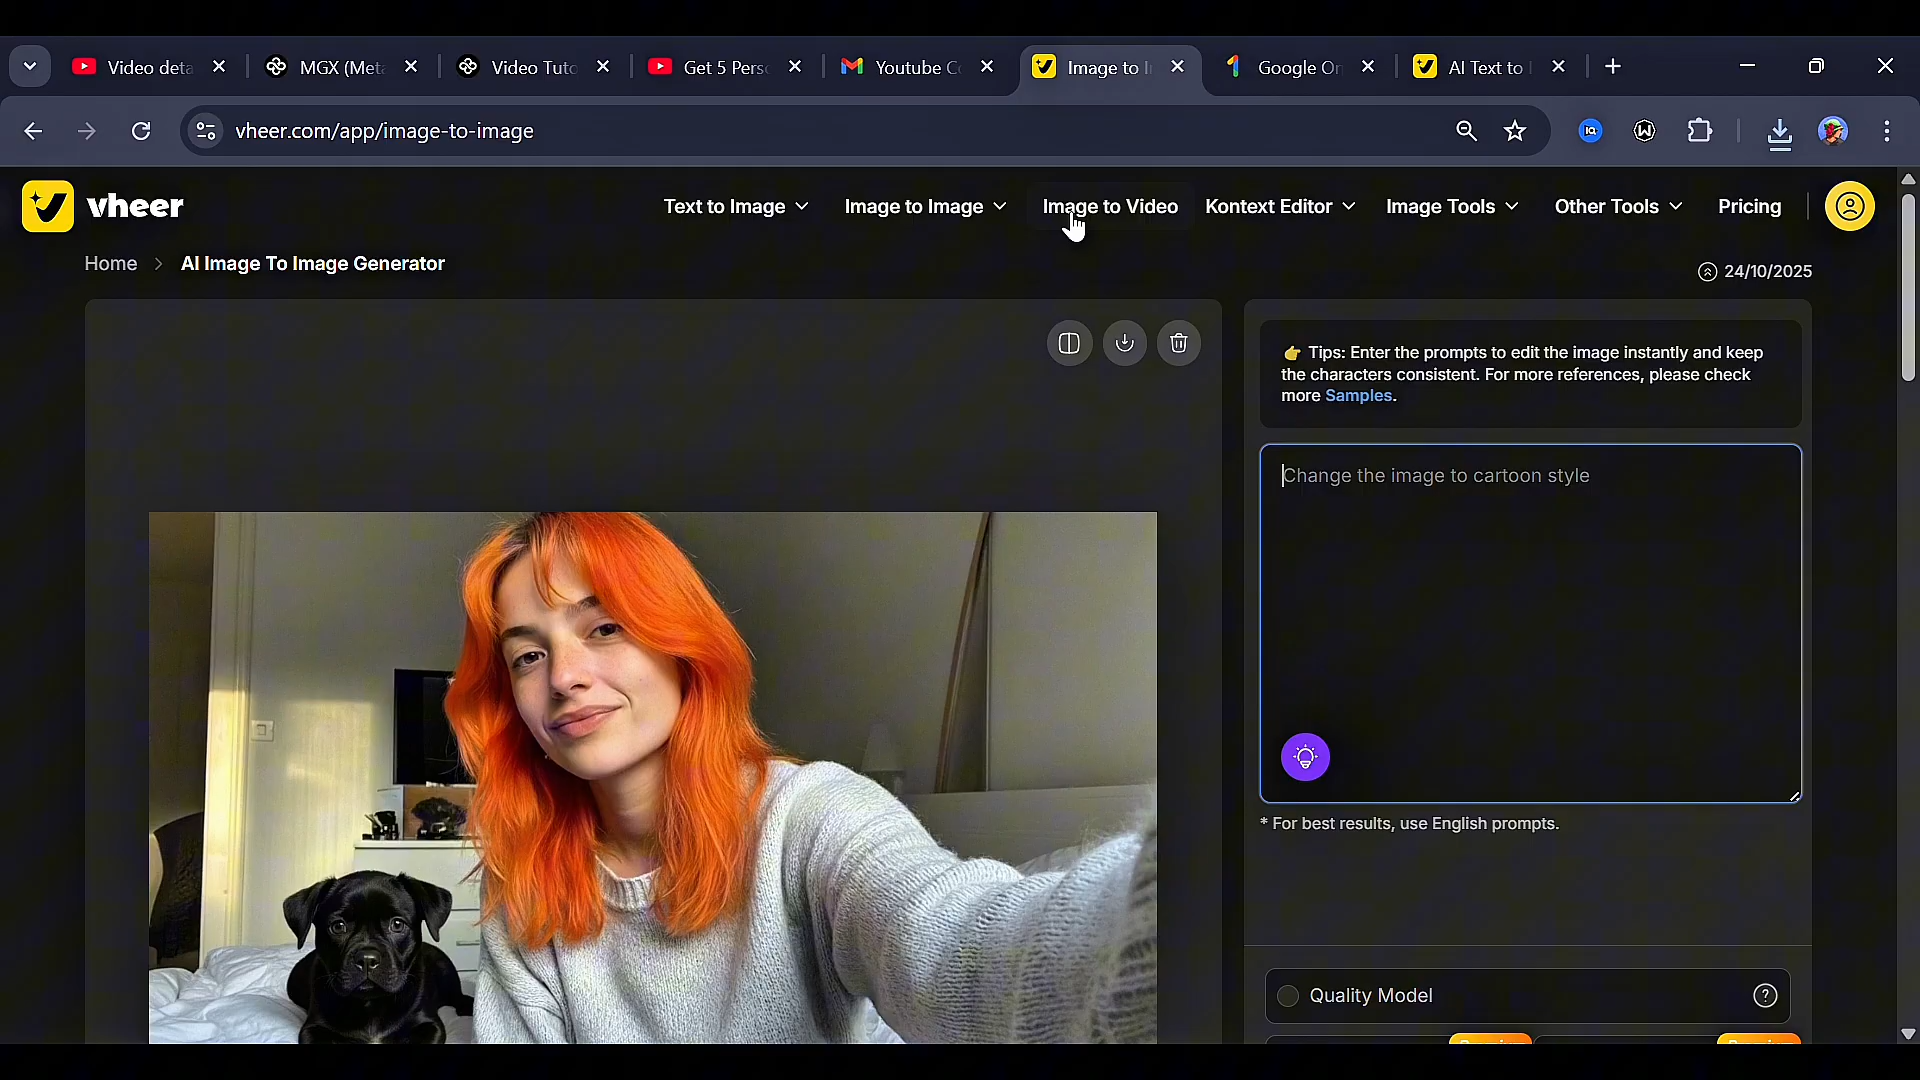 Video deta
MGX (Meta
Video Tuto
Get 5 Perso
Youtube Co
Image to I
Google On
AI Text to I
vheer.com/app/image-to-image
vheer
Text to Image
Image to Image
Image to Video
Kontext Editor
Image Tools
Other Tools
Pricing
Home > AI Image To Image Generator
24/10/2025
👉 Tips: Enter the prompts to edit the image instantly and keep
the characters consistent. For more references, please check
more Samples.
Change the image to cartoon style
* For best results, use English prompts.
Quality Model